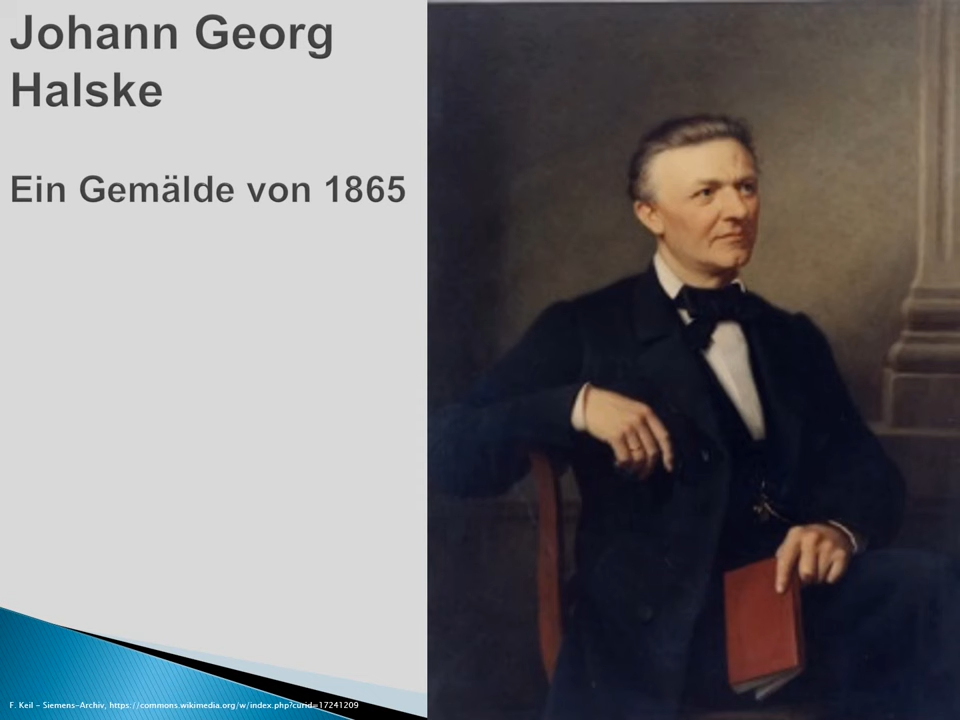 Johann Georg
Halske
Ein Gemälde von 1865
F. Keil - Siemens-Archiv, https://commons.wikimedia.org/w/index.php?curid=17241209